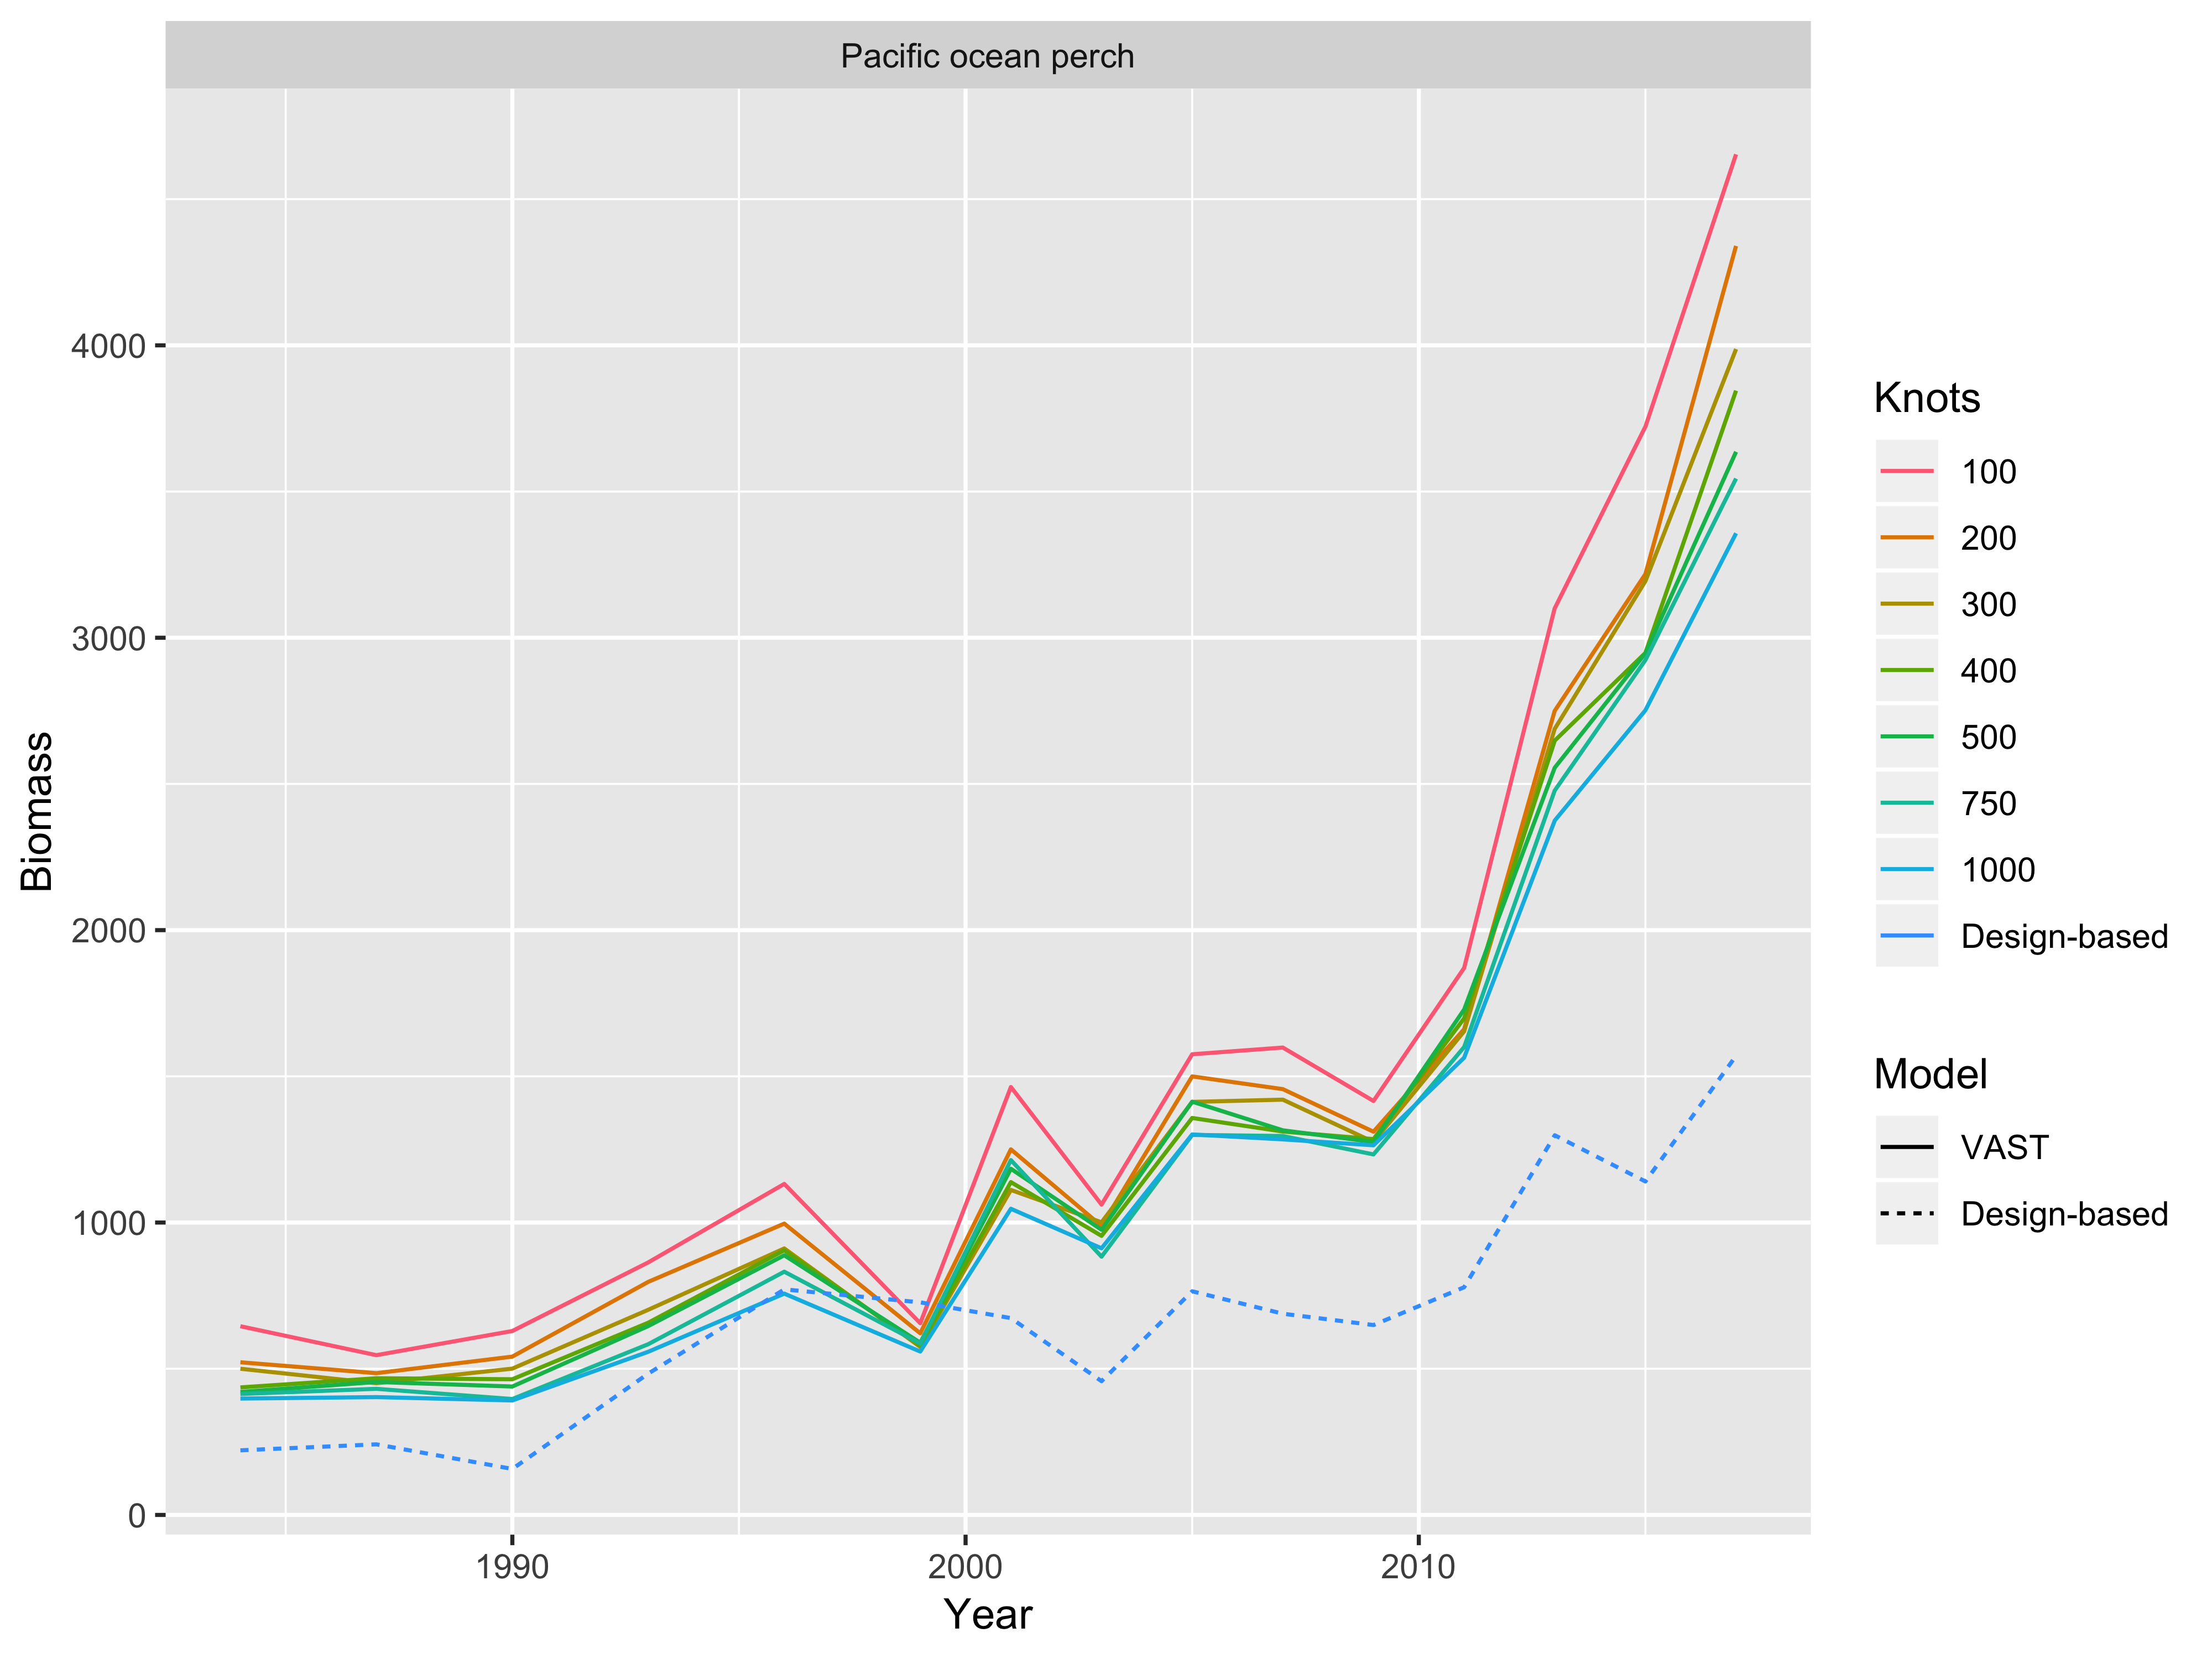 Pacific ocean perch
4000
3000
2000
1000
0
Biomass
1990
2000
2010
Year
Knots
100
200
300
400
500
750
1000
Design-based
Model
VAST
Design-based